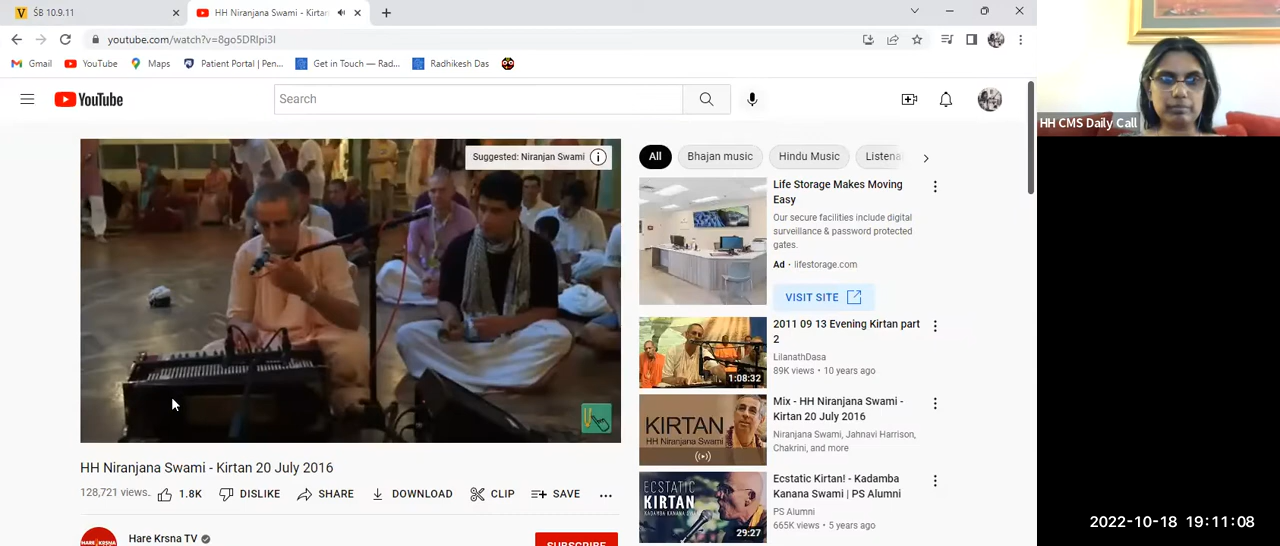 ŚB 10.9.11
HH Niranjana Swami - Kirtan
youtube.com/watch?v=8go5DRIpi3I
Gmail
YouTube
Maps
Patient Portal | Pen...
Get in Touch — Rad...
Radhikesh Das
YouTube
Search
Suggested: Niranjan Swami
All
Bhajan music
Hindu Music
Listena
Life Storage Makes Moving
Easy
Our secure facilities include digital
surveillance & password protected
gates.
Ad · lifestorage.com
VISIT SITE
2011 09 13 Evening Kirtan part
2
LilanathDasa
89K views • 10 years ago
1:08:32
KIRTAN
HH Niranjana Swami
Mix - HH Niranjana Swami -
Kirtan 20 July 2016
Niranjana Swami, Jahnavi Harrison,
Chakrini, and more
ECSTATIC
KIRTAN
KADAMBA KANANA SWAMI
29:27
Ecstatic Kirtan! - Kadamba
Kanana Swami | PS Alumni
PS Alumni
665K views • 5 years ago
HH Niranjana Swami - Kirtan 20 July 2016
128,721 views
1.8K
DISLIKE
SHARE
DOWNLOAD
CLIP
SAVE
HARE KRSNA
Hare Krsna TV
SUBSCRIBE
HH CMS Daily Call
2022-10-18 19:11:08